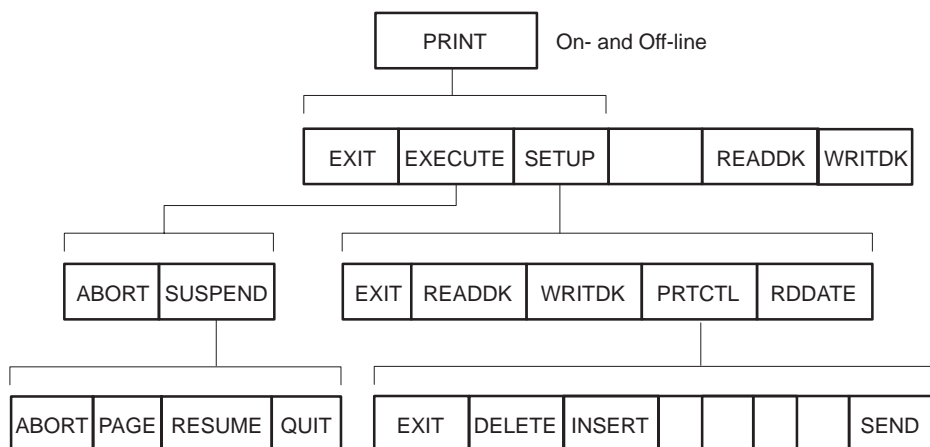 PRINT On- and Off-line
EXIT EXECUTE SETUP READDK WRITDK
ABORT SUSPEND EXIT READDK WRITDK PRTCTL RDDATE
ABORT PAGE RESUME QUIT EXIT DELETE INSERT SEND